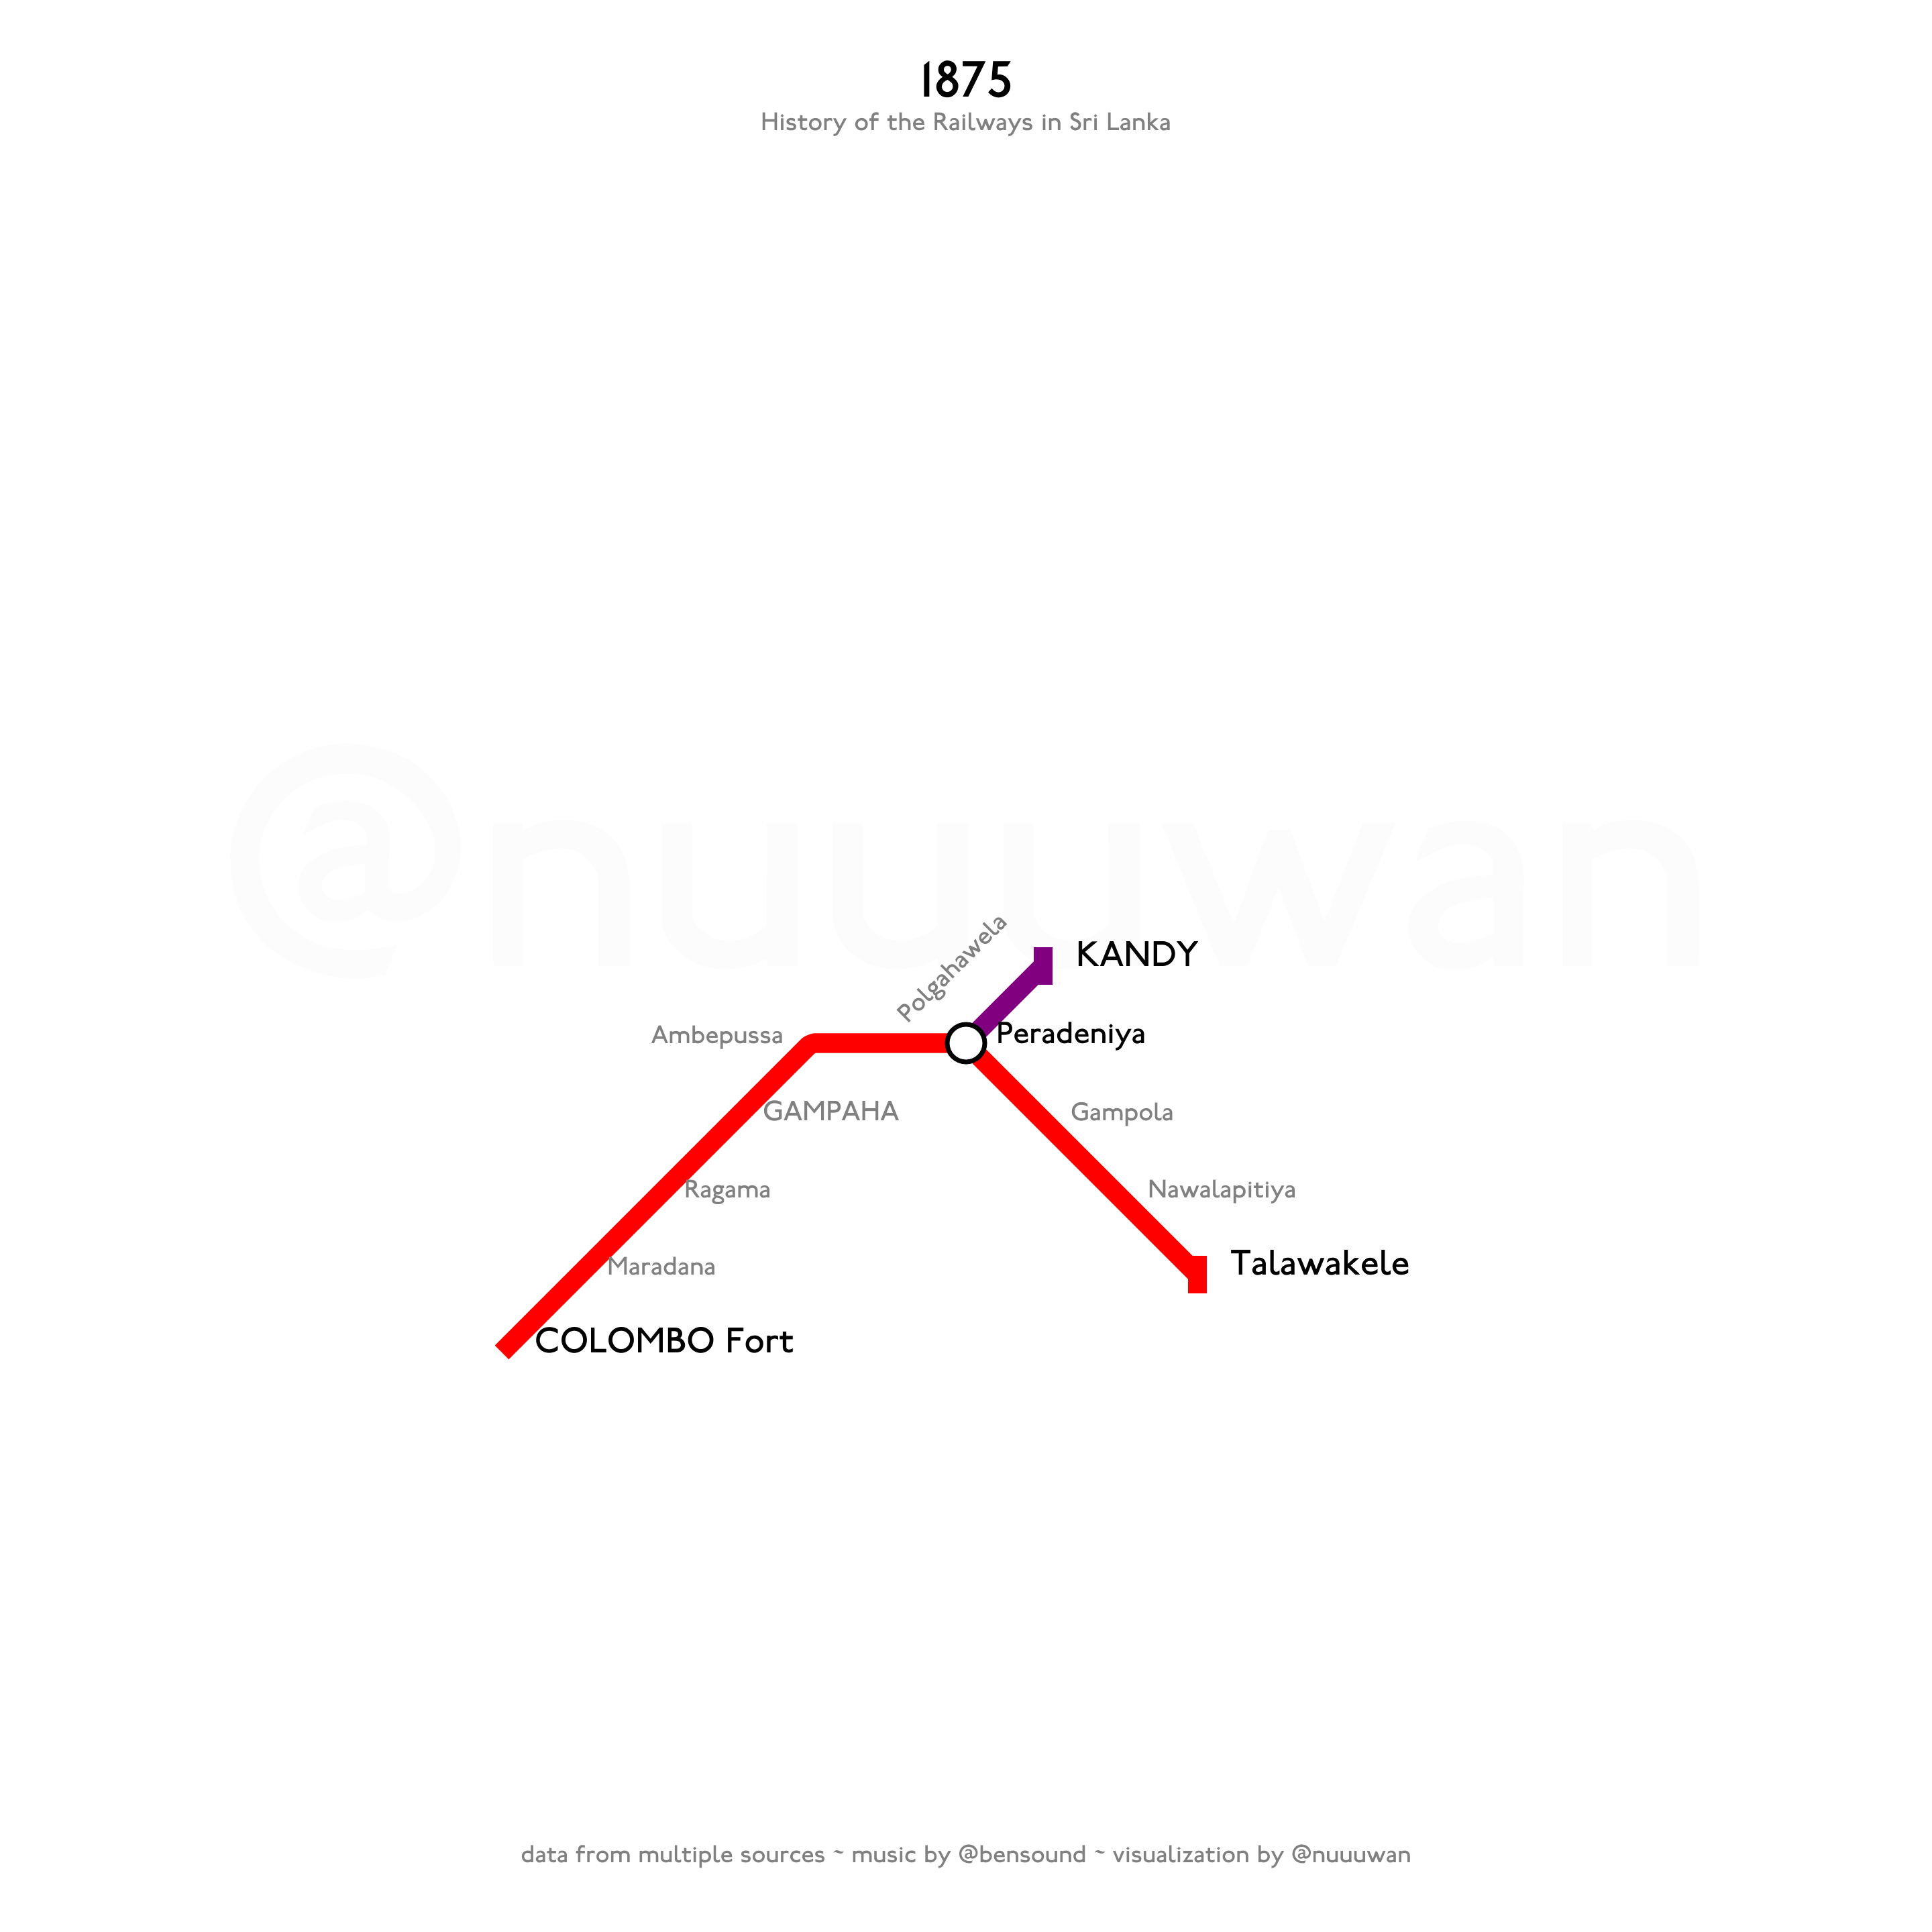 1875
History of the Railways in Sri Lanka
@nuuuwan
Polgahawela
KANDY
Ambepussa
Peradeniya
GAMPAHA
Gampola
Ragama
Nawalapitiya
Maradana
Talawakele
COLOMBO Fort
data from multiple sources ~ music by @bensound ~ visualization by @nuuuwan